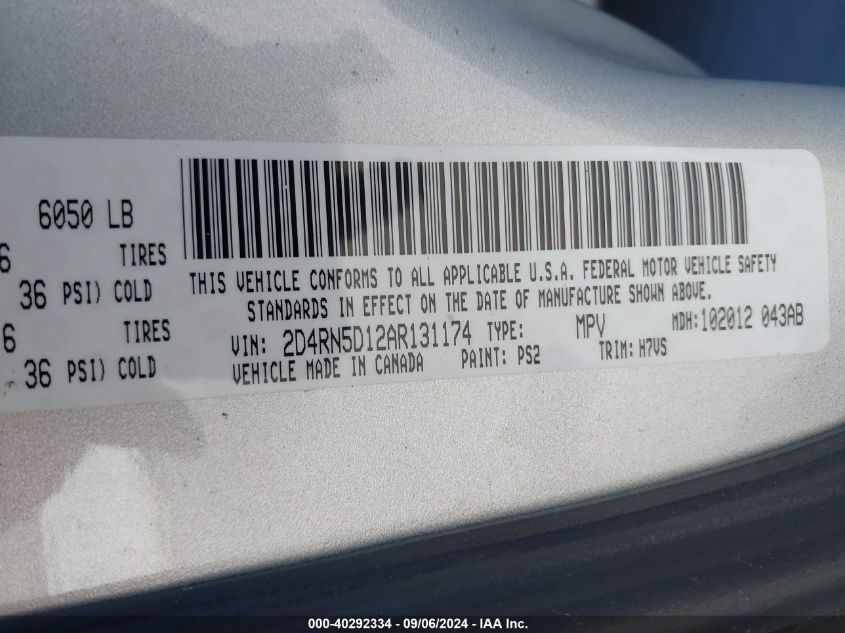 6050 LB
6 TIRES
36 PSI) COLD
6 TIRES
36 PSI) COLD
THIS VEHICLE CONFORMS TO ALL APPLICABLE U.S.A. FEDERAL MOTOR VEHICLE SAFETY
STANDARDS IN EFFECT ON THE DATE OF MANUFACTURE SHOWN ABOVE.
VIN: 2D4RN5D12AR131174 TYPE: MPV MDH:102012 043AB
VEHICLE MADE IN CANADA PAINT: PS2 TRIM: H7VS
000-40292334 - 09/06/2024 - IAA Inc.